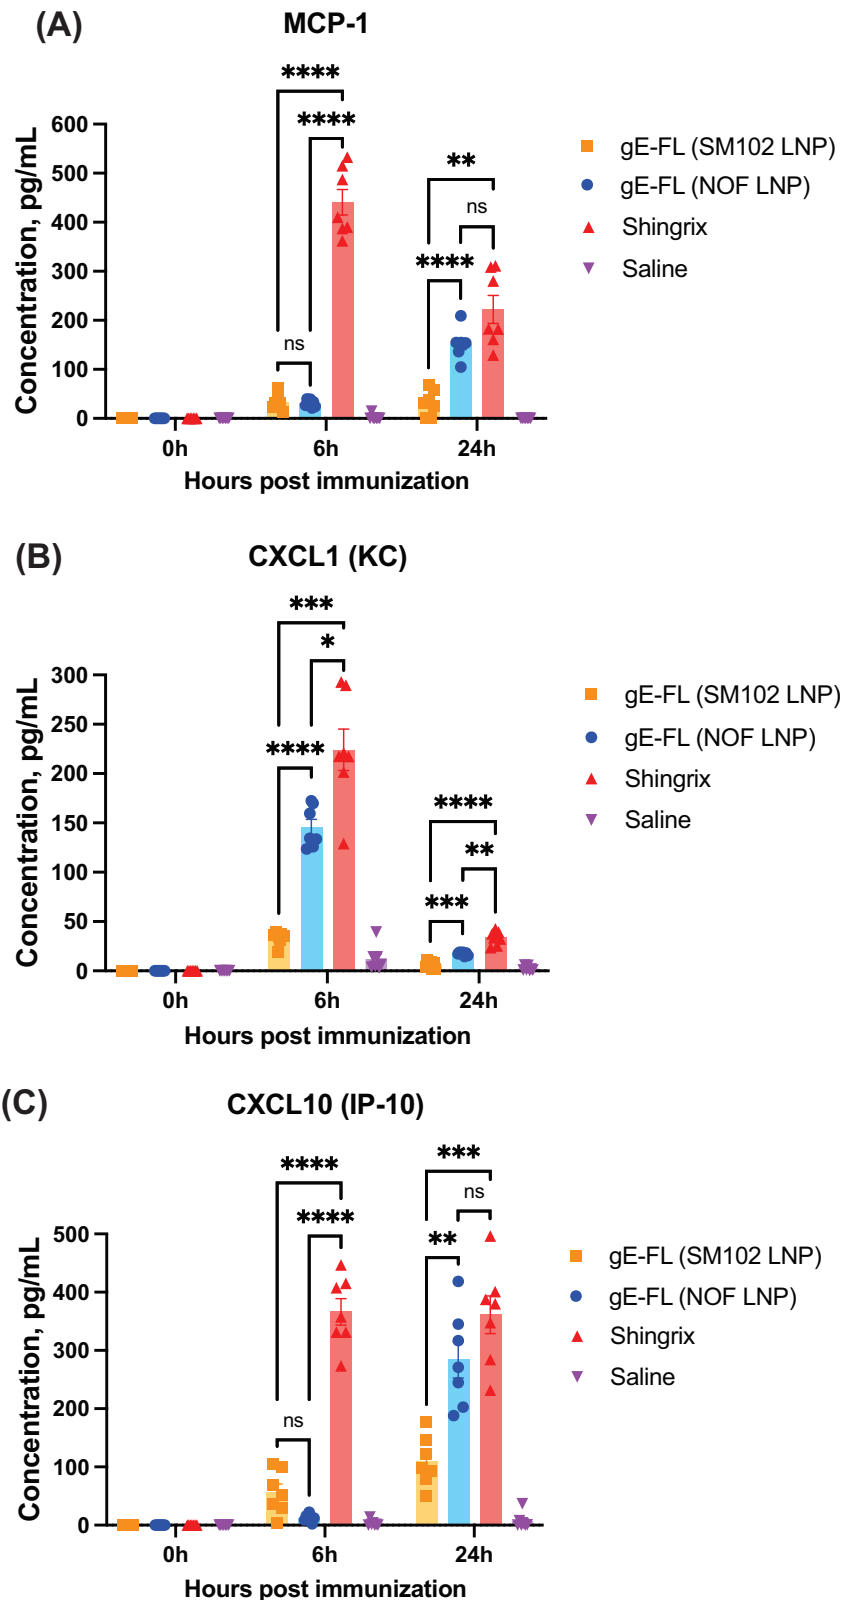 (A)
MCP-1
****
****
**
ns
****
ns
600
500
400
300
200
100
0
Concentration, pg/mL
0h
6h
24h
Hours post immunization
gE-FL (SM102 LNP)
gE-FL (NOF LNP)
Shingrix
Saline
(B)
CXCL1 (KC)
***
*
****
****
**
***
300
250
200
150
100
50
0
Concentration, pg/mL
0h
6h
24h
Hours post immunization
gE-FL (SM102 LNP)
gE-FL (NOF LNP)
Shingrix
Saline
(C)
CXCL10 (IP-10)
***
****
ns
****
**
ns
500
400
300
200
100
0
Concentration, pg/mL
0h
6h
24h
Hours post immunization
gE-FL (SM102 LNP)
gE-FL (NOF LNP)
Shingrix
Saline